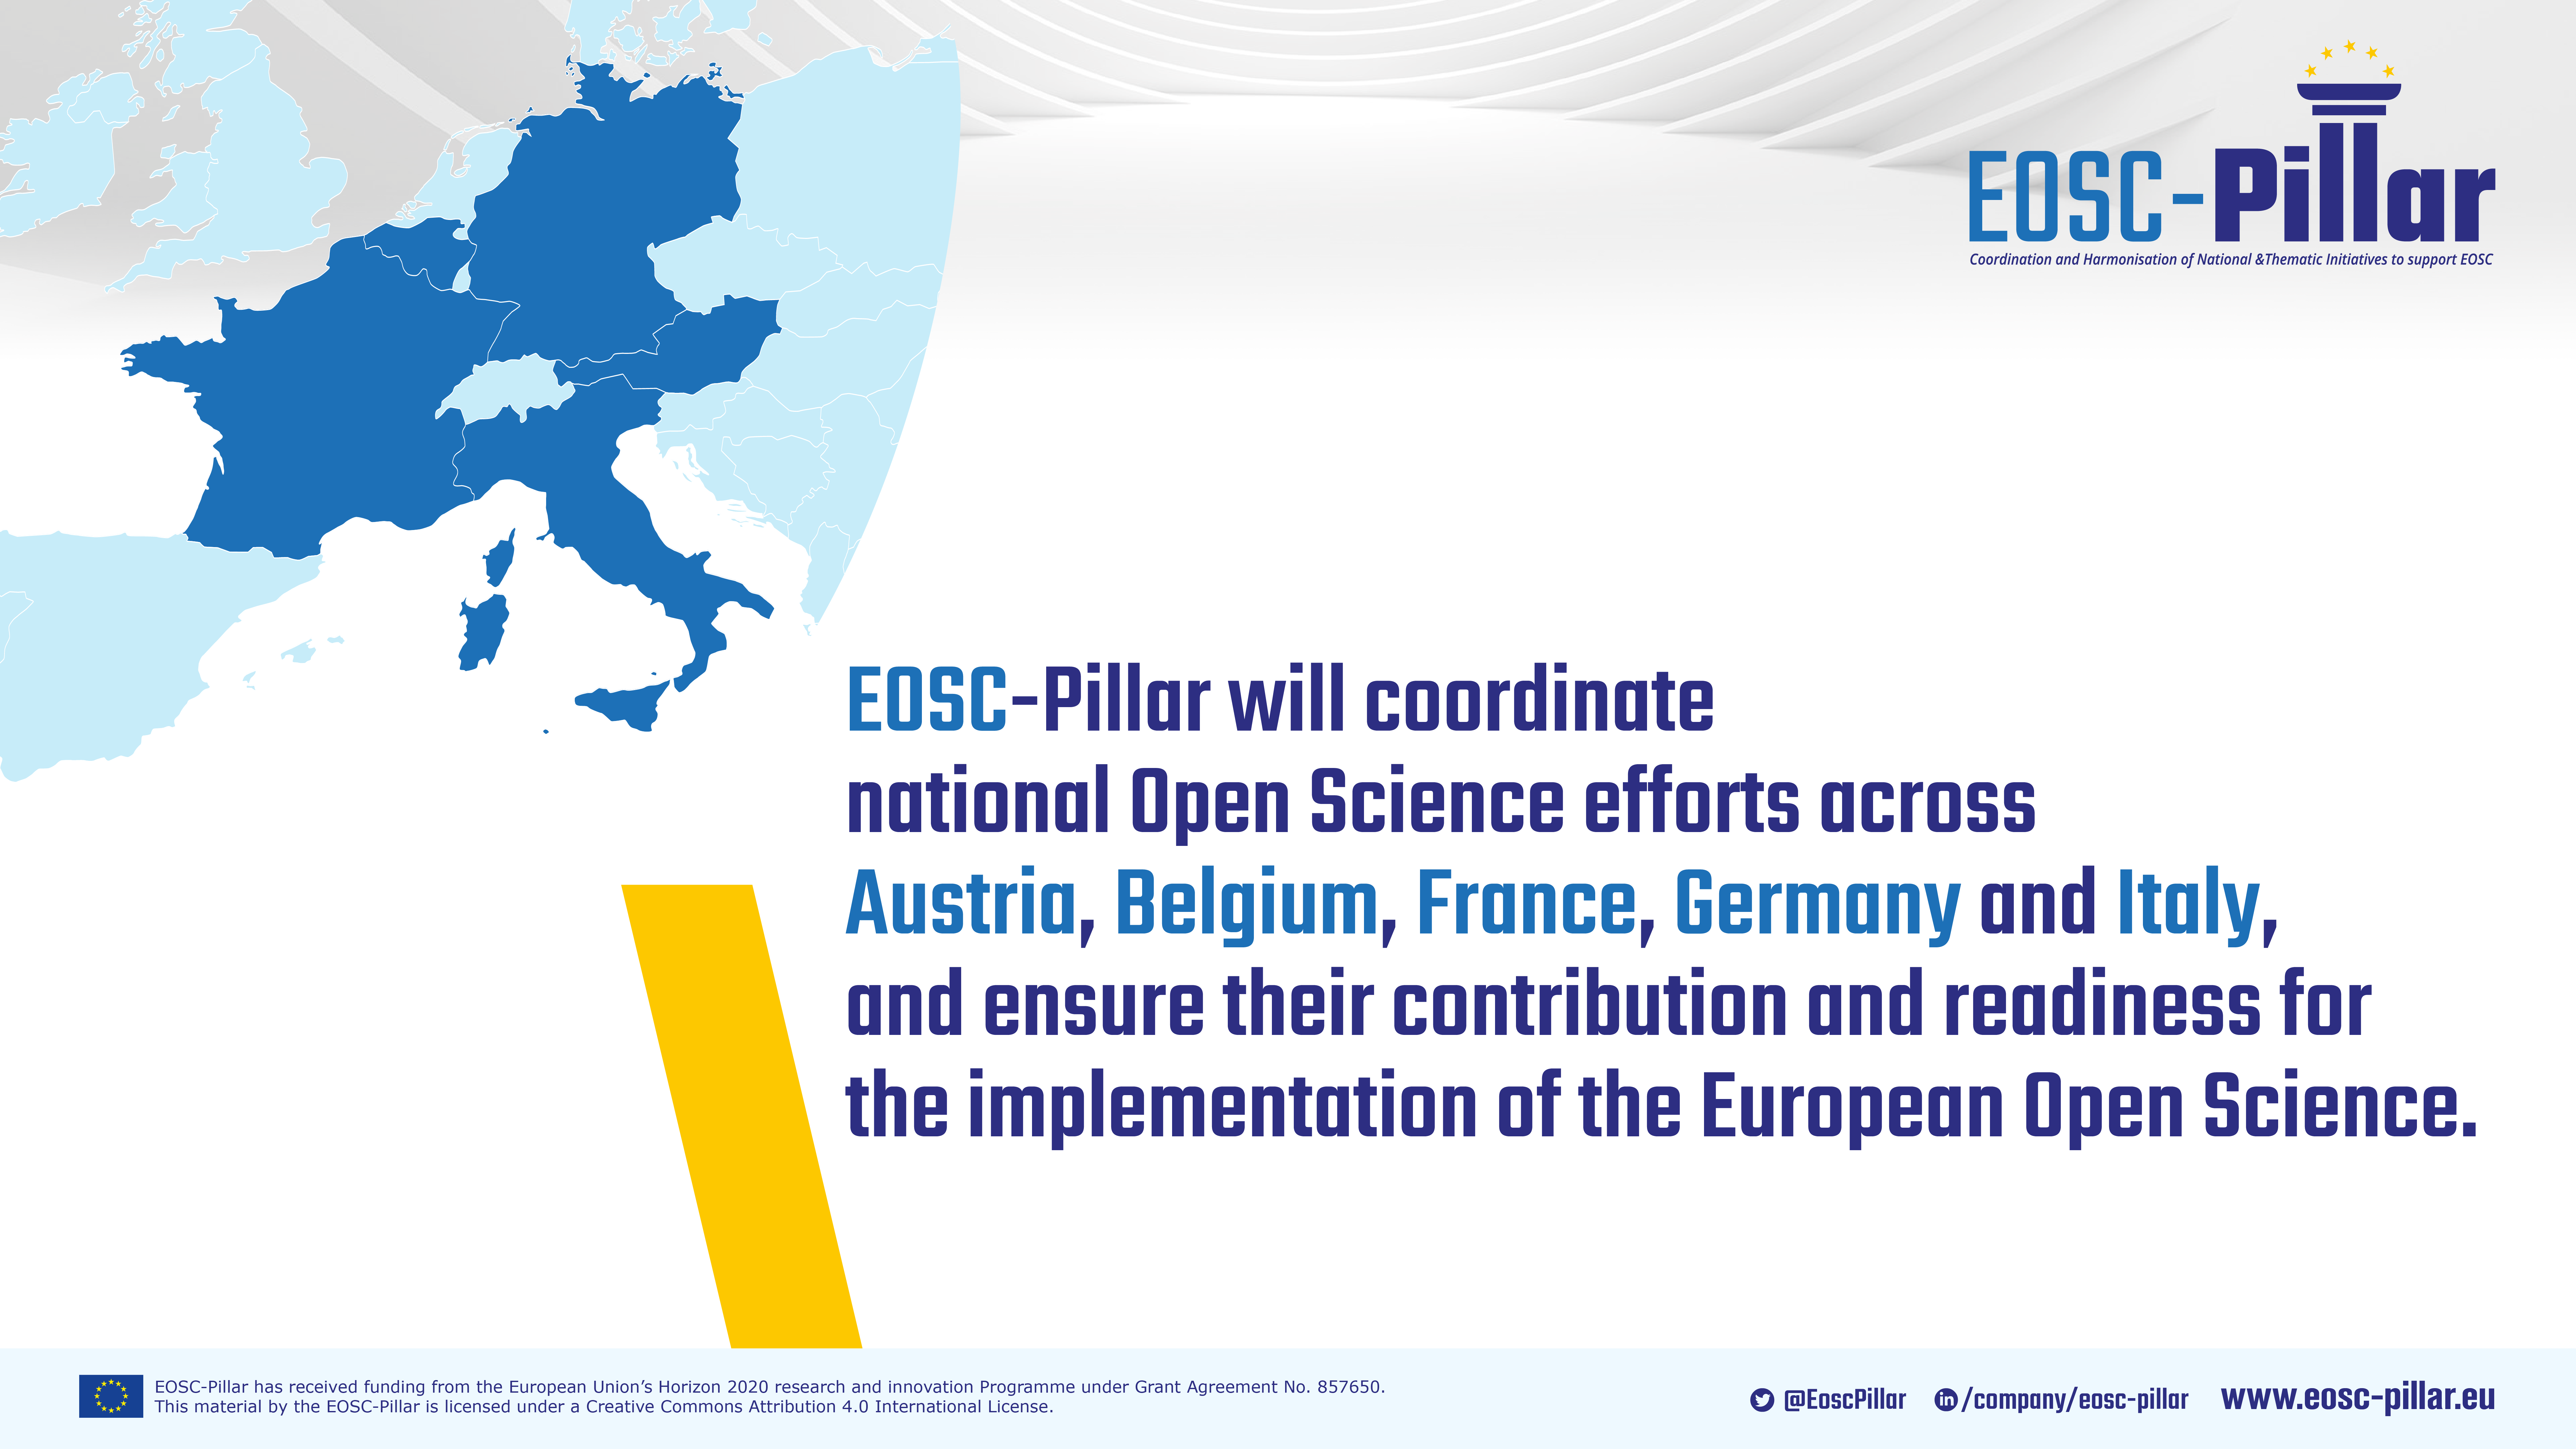 EOSC-Pillar
Coordination and Harmonisation of National &Thematic Initiatives to support EOSC
EOSC-Pillar will coordinate
national Open Science efforts across
Austria, Belgium, France, Germany and Italy,
and ensure their contribution and readiness for
the implementation of the European Open Science.
EOSC-Pillar has received funding from the European Union’s Horizon 2020 research and innovation Programme under Grant Agreement No. 857650.
This material by the EOSC-Pillar is licensed under a Creative Commons Attribution 4.0 International License.
@EoscPillar in /company/eosc-pillar www.eosc-pillar.eu